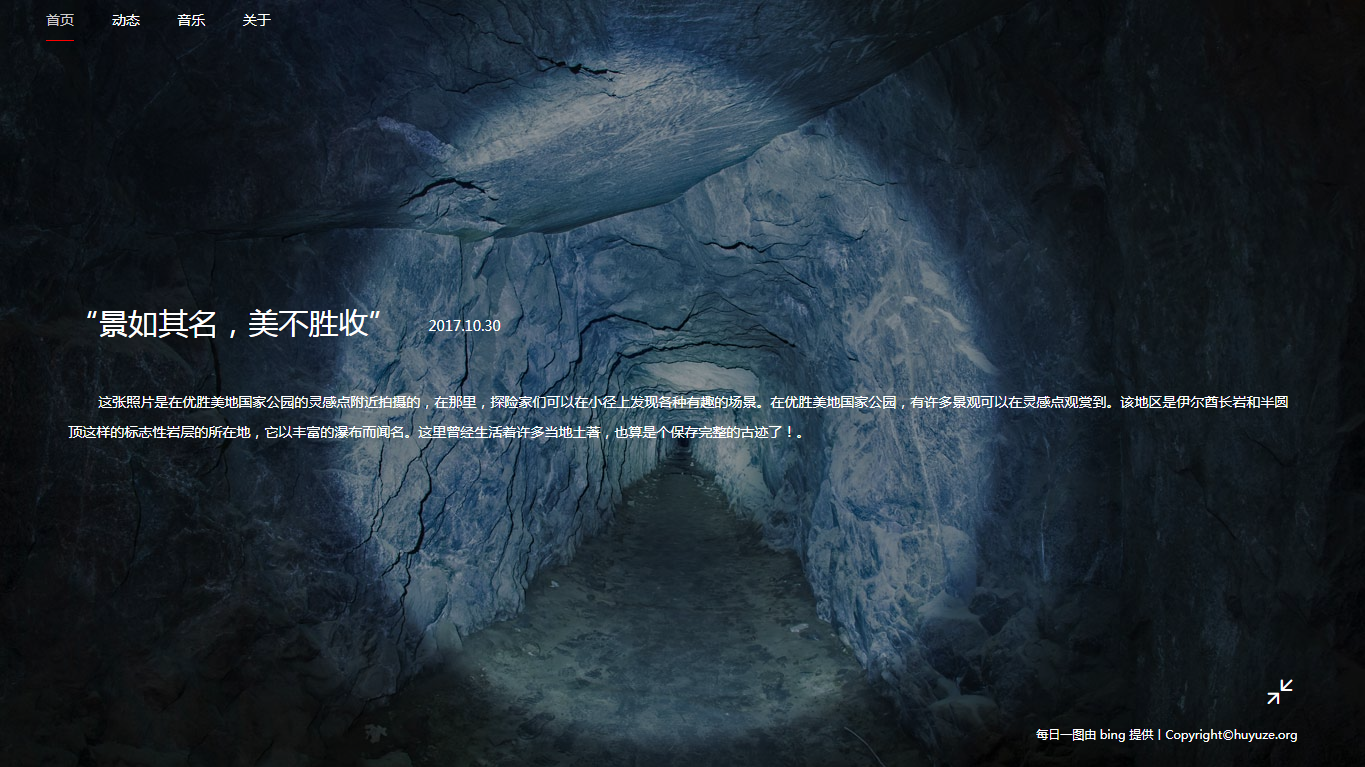 首页 动态 音乐 关于
“景如其名，美不胜收” 2017.10.30
这张照片是在优胜美地国家公园的灵感点附近拍摄的，在那里，探险家们可以在小径上发现各种有趣的场景。在优胜美地国家公园，有许多景观可以在灵感点观赏到。该地区是伊尔酋长岩和半圆
顶这样的标志性岩层的所在地，它以丰富的瀑布而闻名。这里曾经生活着许多当地土著，也算是个保存完整的古迹了！。
每日一图由 bing 提供 | Copyright©huyuze.org